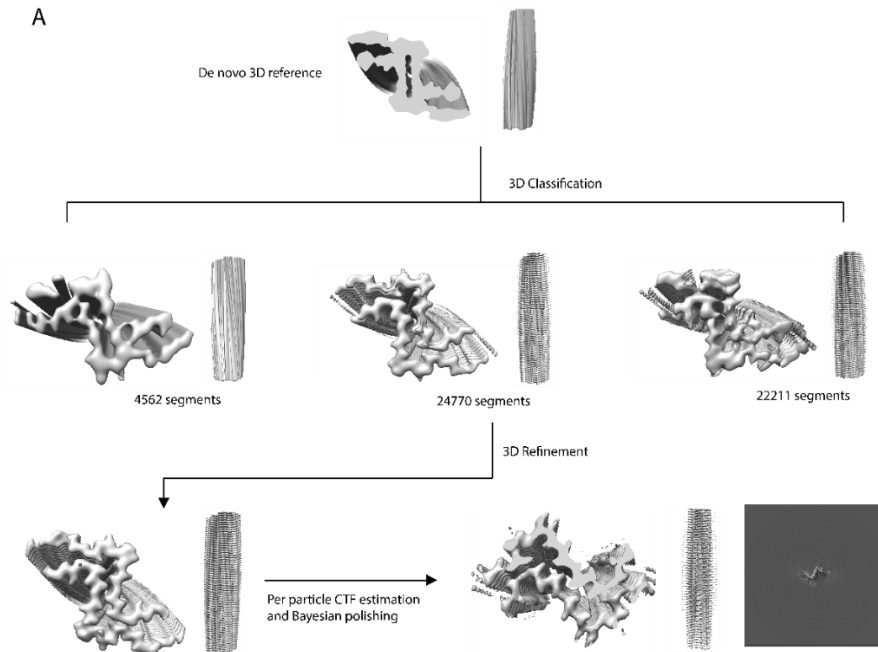 A
De novo 3D reference
3D Classification
4562 segments
24770 segments
22211 segments
3D Refinement
Per particle CTF estimation
and Bayesian polishing